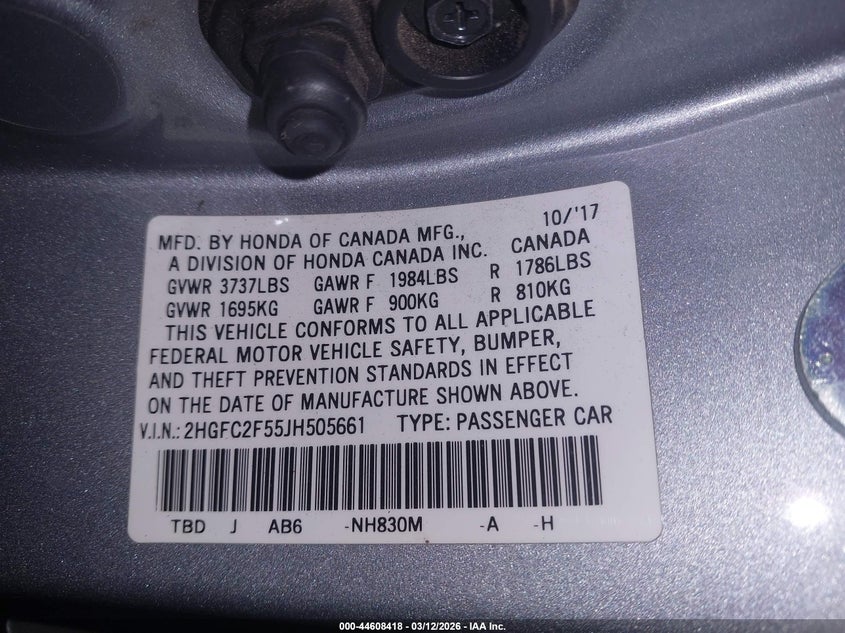 10/'17
MFD. BY HONDA OF CANADA MFG.,
A DIVISION OF HONDA CANADA INC. CANADA
GVWR 3737LBS GAWR F 1984LBS R 1786LBS
GVWR 1695KG GAWR F 900KG R 810KG
THIS VEHICLE CONFORMS TO ALL APPLICABLE
FEDERAL MOTOR VEHICLE SAFETY, BUMPER,
AND THEFT PREVENTION STANDARDS IN EFFECT
ON THE DATE OF MANUFACTURE SHOWN ABOVE.
V.I.N.: 2HGFC2F55JH505661 TYPE: PASSENGER CAR
TBD J AB6 -NH830M -A -H
000-44608418 - 03/12/2026 - IAA Inc.